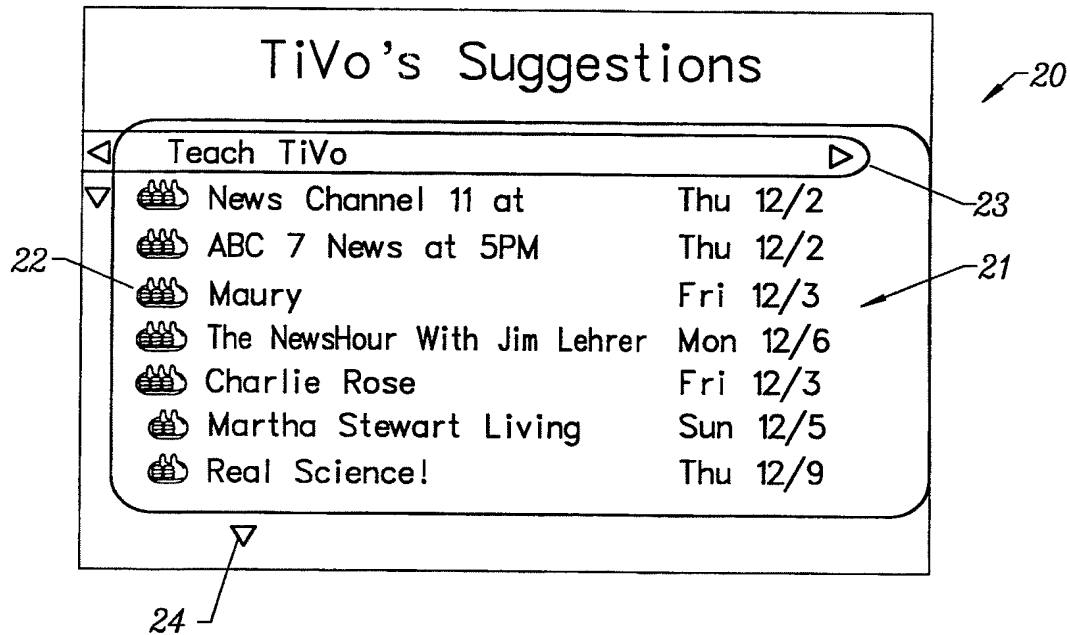 TiVo's Suggestions
20
Teach TiVo
23
News Channel 11 at Thu 12/2
ABC 7 News at 5PM Thu 12/2
22
21
Maury Fri 12/3
The NewsHour With Jim Lehrer Mon 12/6
Charlie Rose Fri 12/3
Martha Stewart Living Sun 12/5
Real Science! Thu 12/9
24